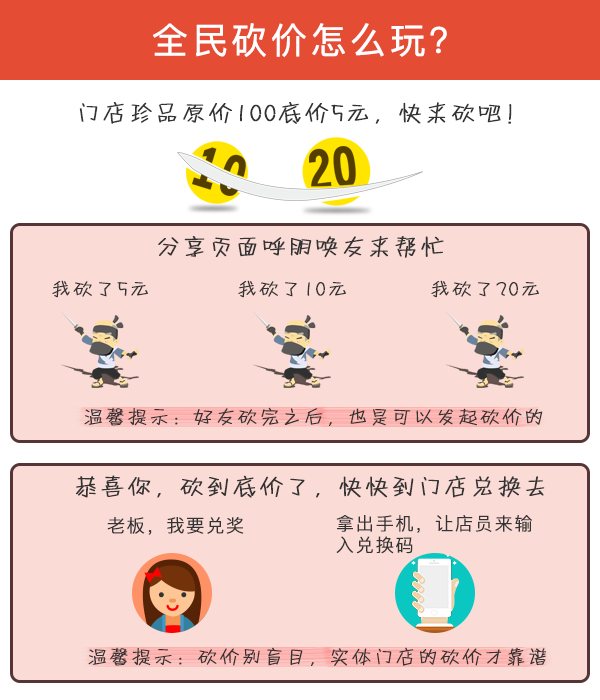 全民砍价怎么玩?
门店珍品原价100底价5元，快来砍吧！
10
20
分享页面呼朋唤友来帮忙
我砍了5元
我砍了10元
我砍了20元
温馨提示：好友砍完之后，也是可以发起砍价的
恭喜你，砍到底价了，快快到门店兑换去
老板，我要兑奖
拿出手机，让店员来输
入兑换码
温馨提示：砍价别盲目，实体门店的砍价才靠谱